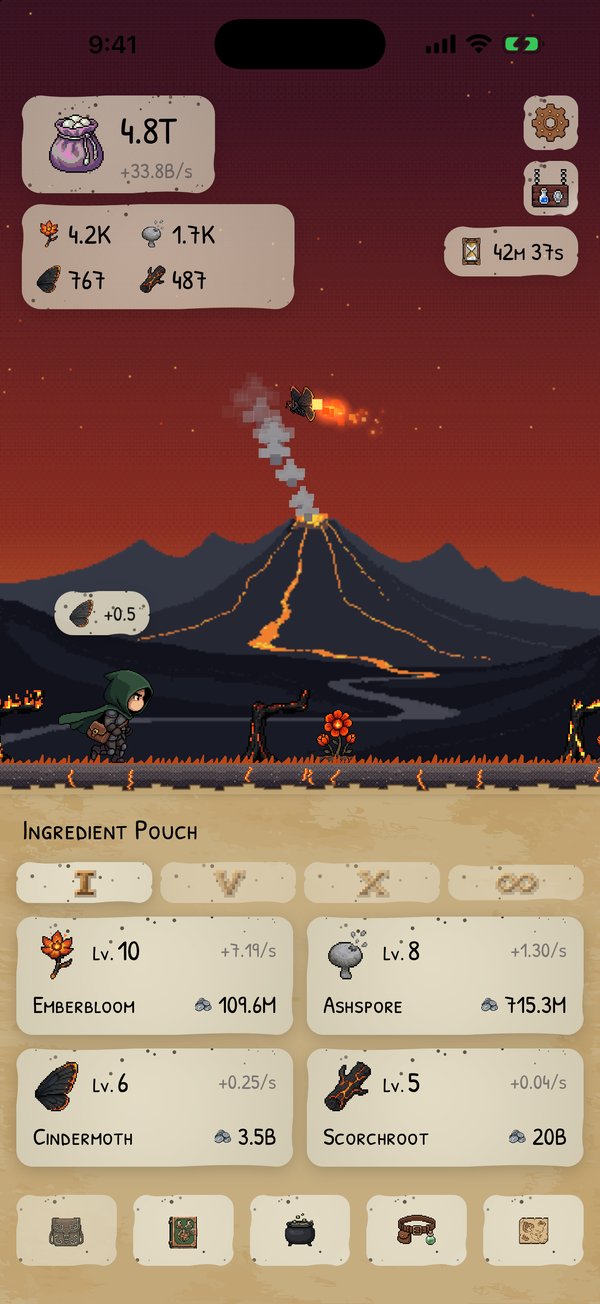 9:41
4.8T
+33.8B/s
4.2K 1.7K
767 487
42m 37s
+0.5
Ingredient Pouch
I V X ∞
Lv. 10 +7.19/s
Emberbloom 109.6M
Lv. 8 +1.30/s
Ashspore 715.3M
Lv. 6 +0.25/s
Cindermoth 3.5B
Lv. 5 +0.04/s
Scorchroot 20B